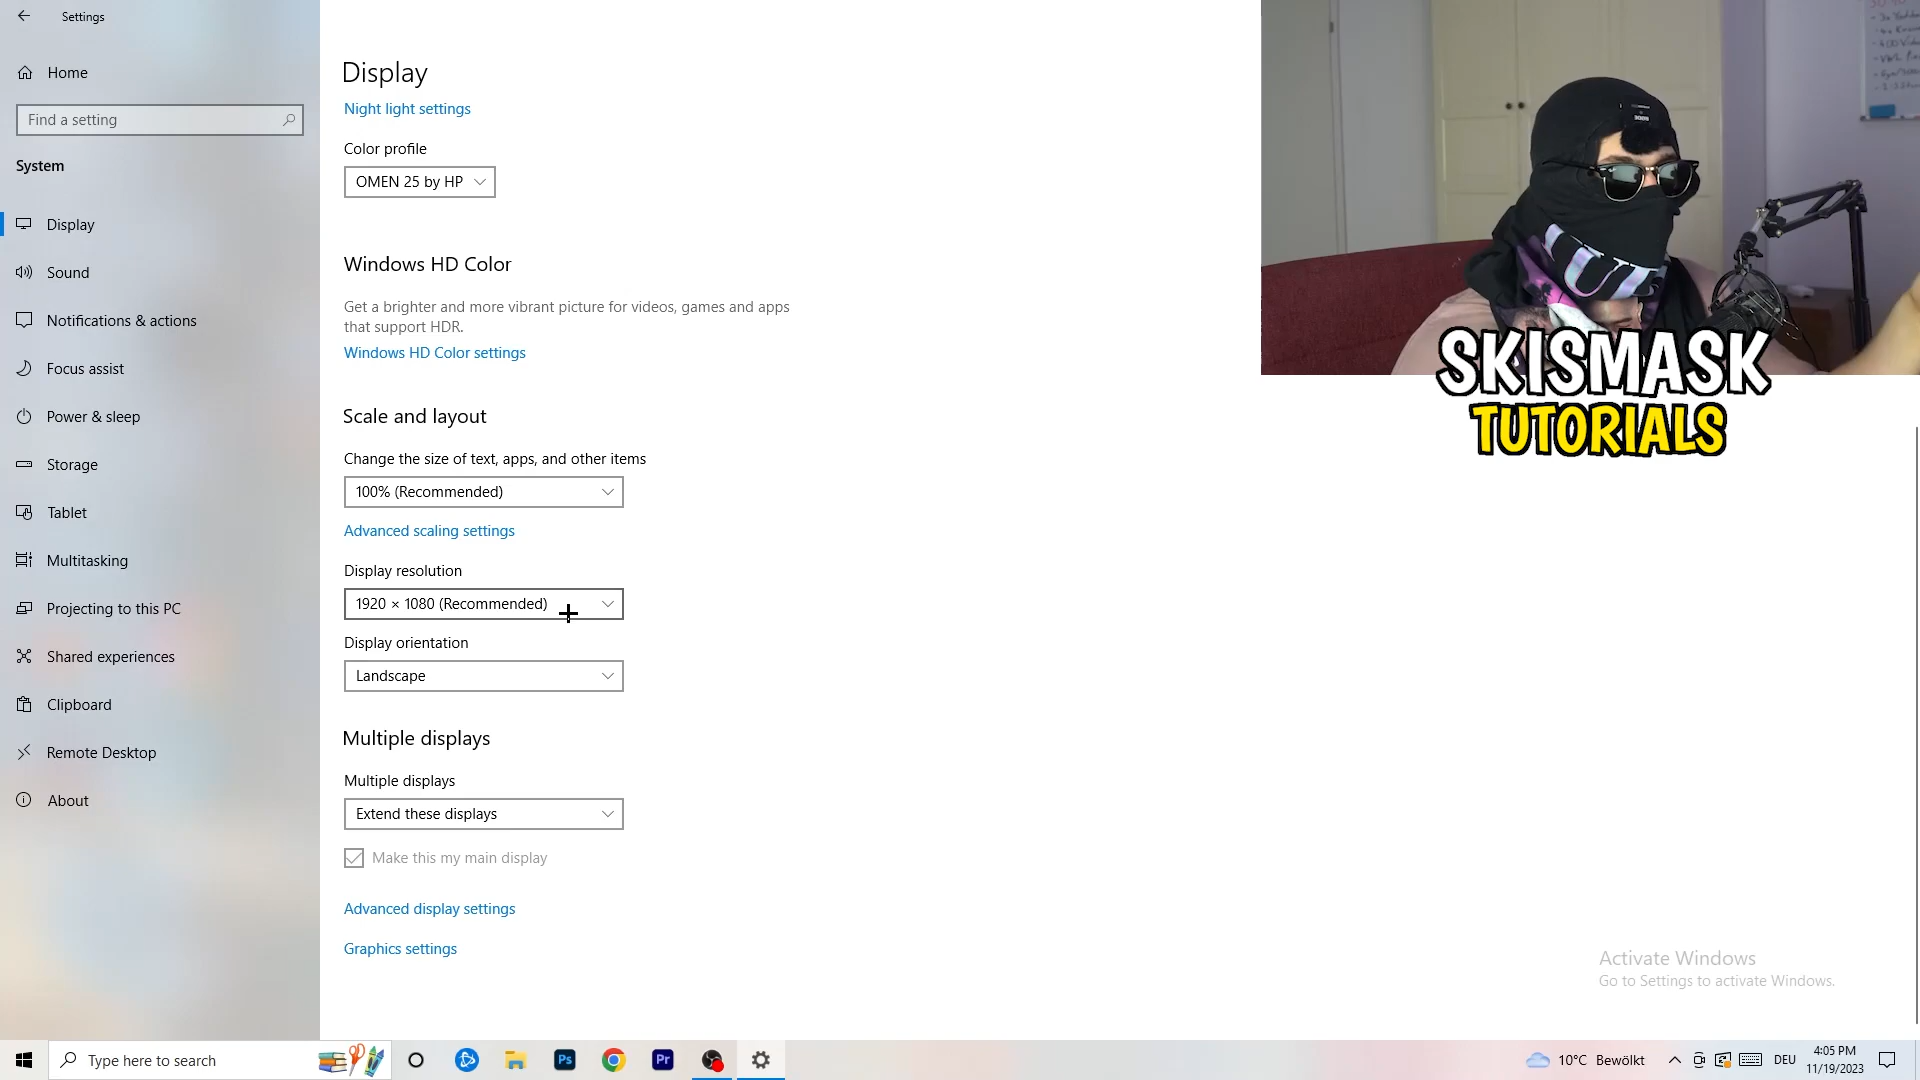 Settings
Home
Find a setting
System
Display
Sound
Notifications & actions
Focus assist
Power & sleep
Storage
Tablet
Multitasking
Projecting to this PC
Shared experiences
Clipboard
Remote Desktop
About
Display
Night light settings
Color profile
OMEN 25 by HP
Windows HD Color
Get a brighter and more vibrant picture for videos, games and apps
that support HDR.
Windows HD Color settings
Scale and layout
Change the size of text, apps, and other items
100% (Recommended)
Advanced scaling settings
Display resolution
1920 × 1080 (Recommended)
Display orientation
Landscape
Multiple displays
Multiple displays
Extend these displays
Make this my main display
Advanced display settings
Graphics settings
SKISMASK
TUTORIALS
Activate Windows
Go to Settings to activate Windows.
Type here to search
Ps
Pr
10°C Bewölkt
DEU
4:05 PM
11/19/2023